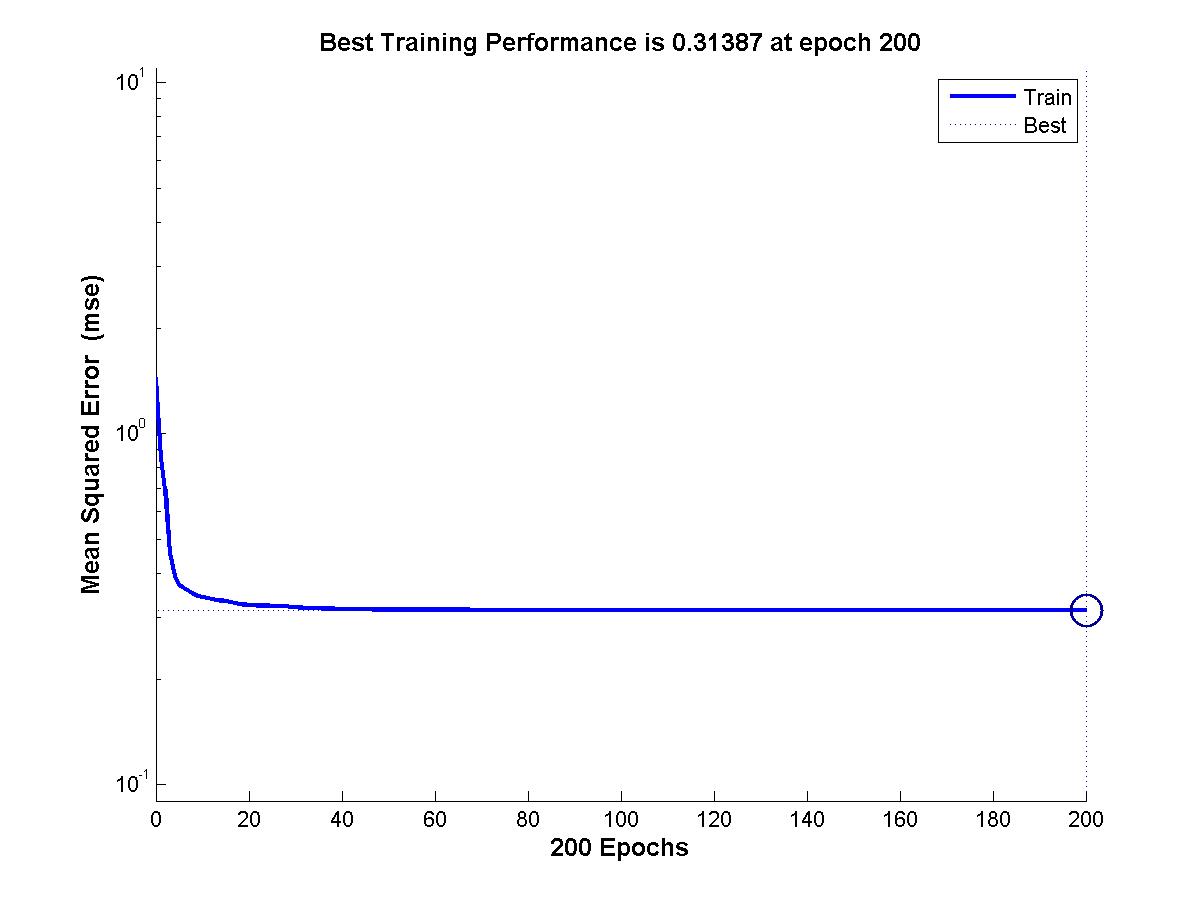 Best Training Performance is 0.31387 at epoch 200
Train
Best
Mean Squared Error (mse)
10^1
10^0
10^-1
0 20 40 60 80 100 120 140 160 180 200
200 Epochs